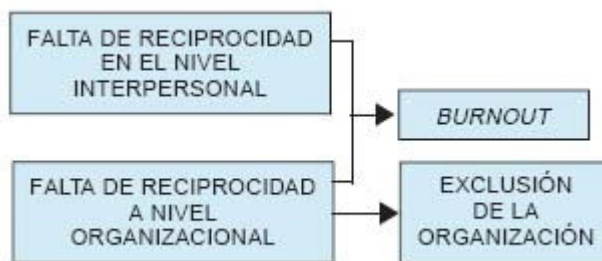 FALTA DE RECIPROCIDAD
EN EL NIVEL
INTERPERSONAL
BURNOUT
FALTA DE RECIPROCIDAD
A NIVEL
ORGANIZACIONAL
EXCLUSIÓN
DE LA
ORGANIZACIÓN